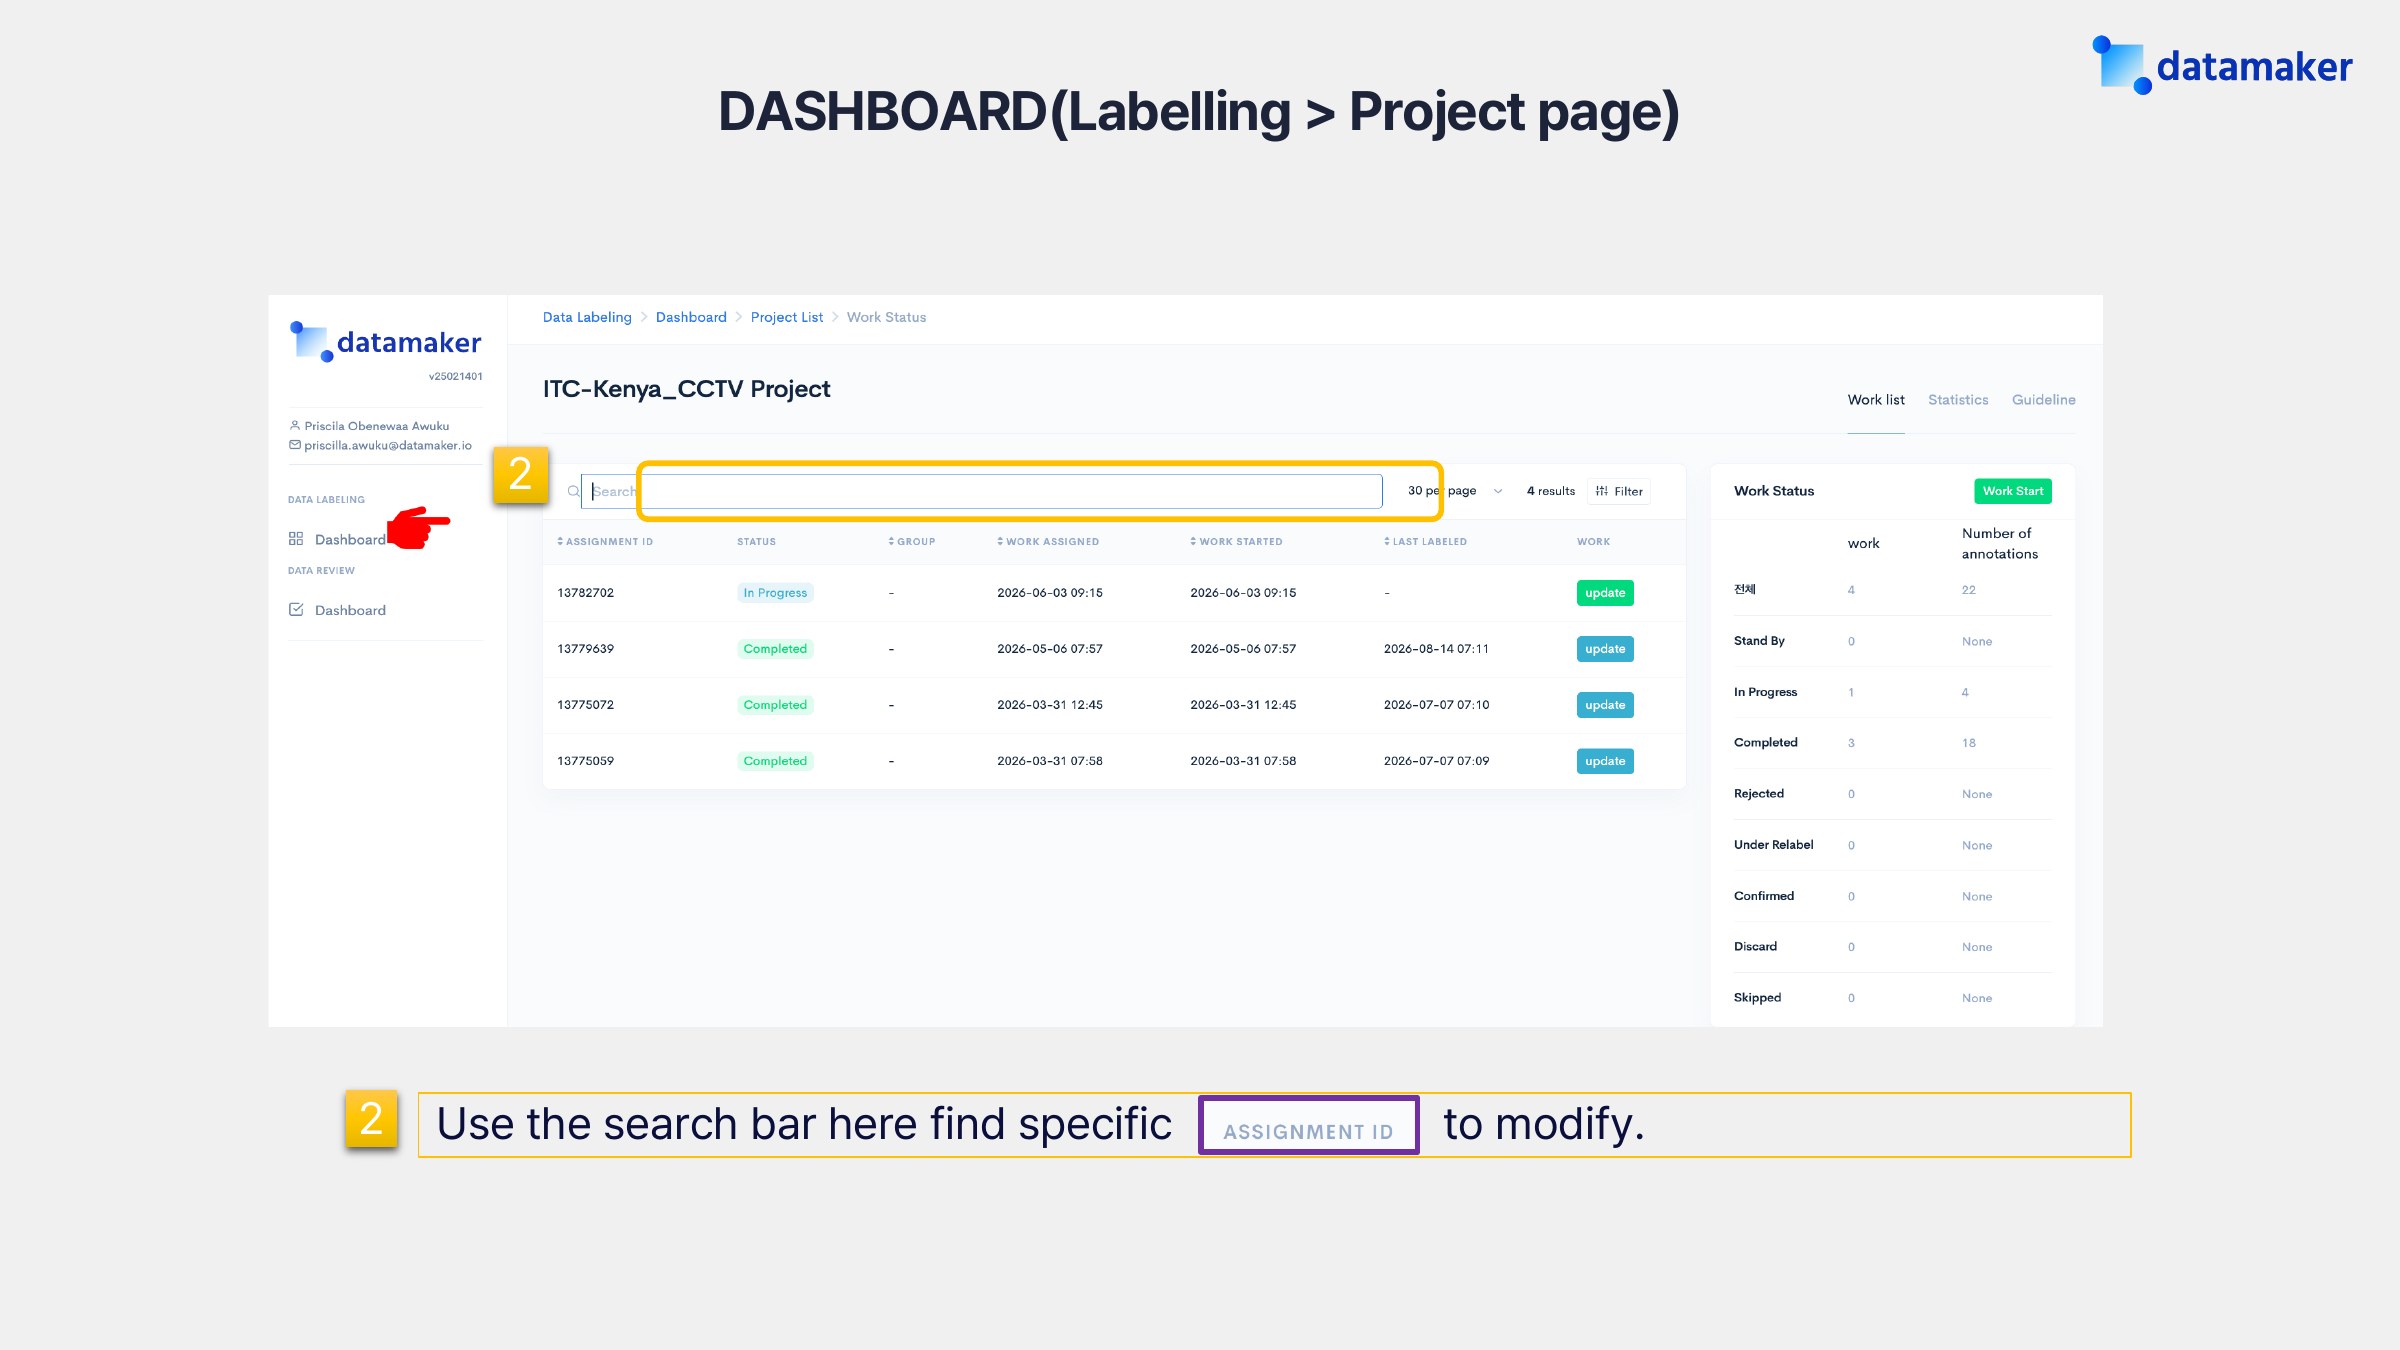 datamaker
DASHBOARD(Labelling > Project page)
datamaker
v25021401
Priscila Obenewaa Awuku
priscilla.awuku@datamaker.io
DATA LABELING
Dashboard
DATA REVIEW
Dashboard
Data Labeling > Dashboard > Project List > Work Status
ITC-Kenya_CCTV Project
Work list Statistics Guideline
2
Search
30 per page
4 results
Filter
ASSIGNMENT ID STATUS GROUP WORK ASSIGNED WORK STARTED LAST LABELED WORK
13782702 In Progress - 2026-06-03 09:15 2026-06-03 09:15 - update
13779639 Completed - 2026-05-06 07:57 2026-05-06 07:57 2026-08-14 07:11 update
13775072 Completed - 2026-03-31 12:45 2026-03-31 12:45 2026-07-07 07:10 update
13775059 Completed - 2026-03-31 07:58 2026-03-31 07:58 2026-07-07 07:09 update
Work Status Work Start
work Number of
annotations
전체 4 22
Stand By 0 None
In Progress 1 4
Completed 3 18
Rejected 0 None
Under Relabel 0 None
Confirmed 0 None
Discard 0 None
Skipped 0 None
2 Use the search bar here find specific ASSIGNMENT ID to modify.